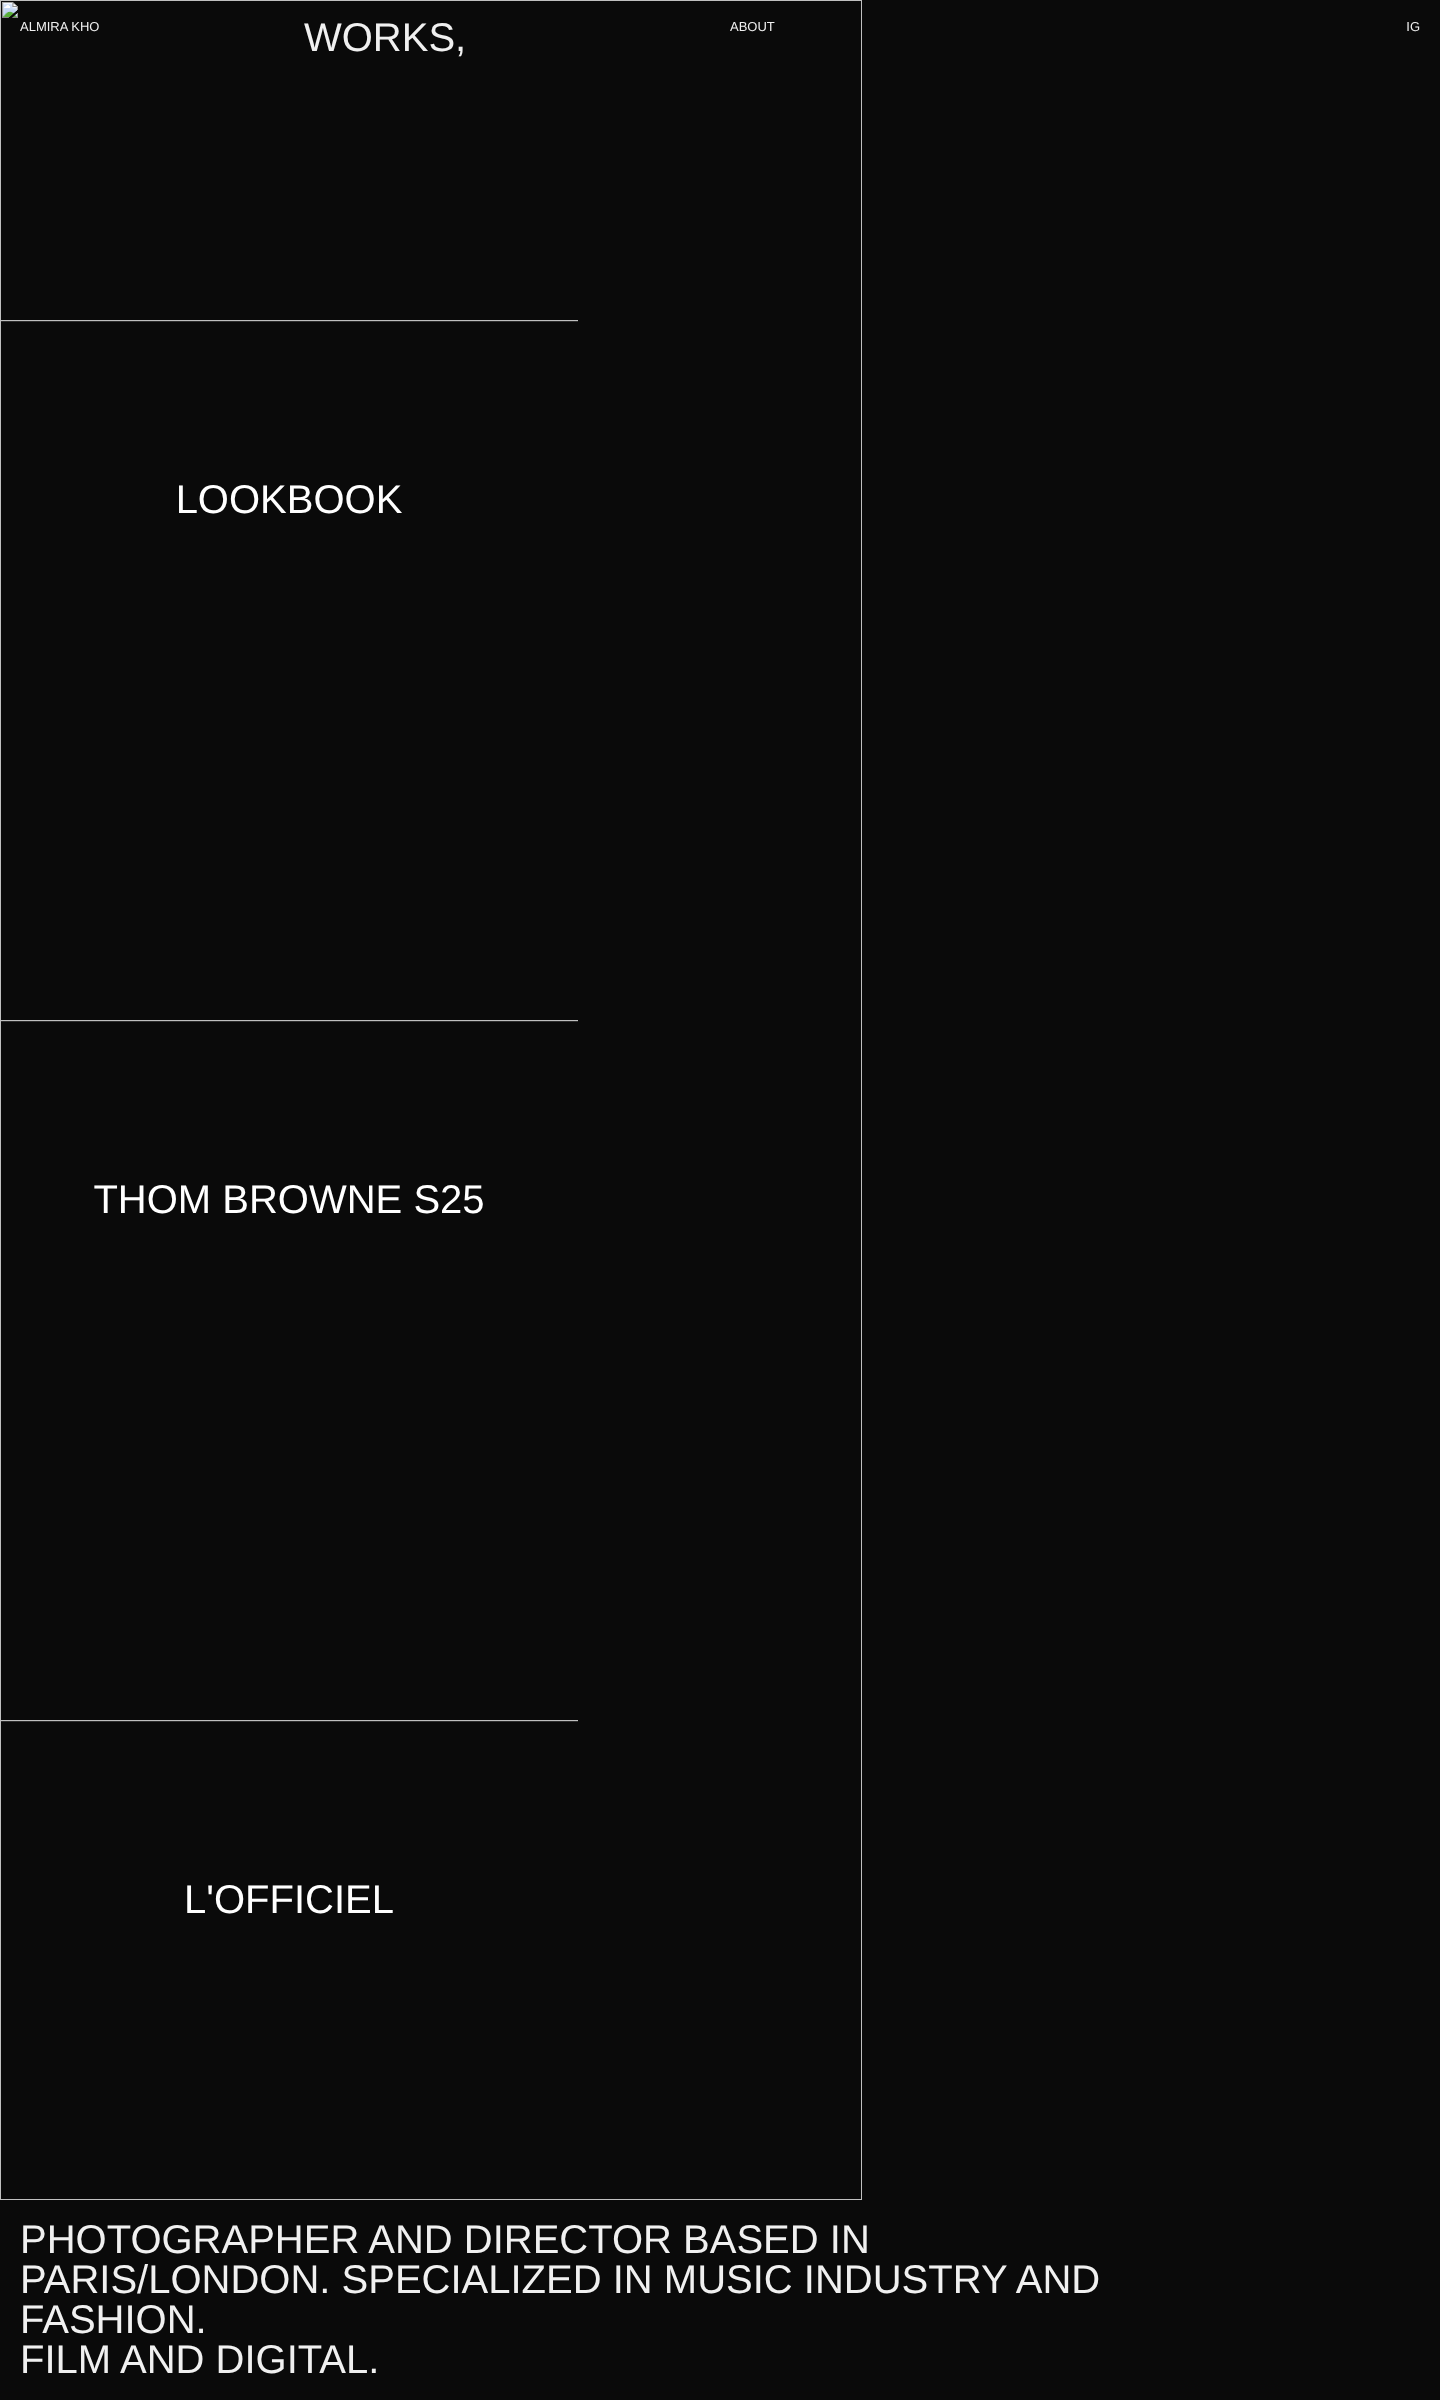 ALMIRA KHO
WORKS,
ABOUT
IG
LOOKBOOK
THOM BROWNE S25
L'OFFICIEL
PHOTOGRAPHER AND DIRECTOR BASED IN
PARIS/LONDON. SPECIALIZED IN MUSIC INDUSTRY AND
FASHION.
FILM AND DIGITAL.